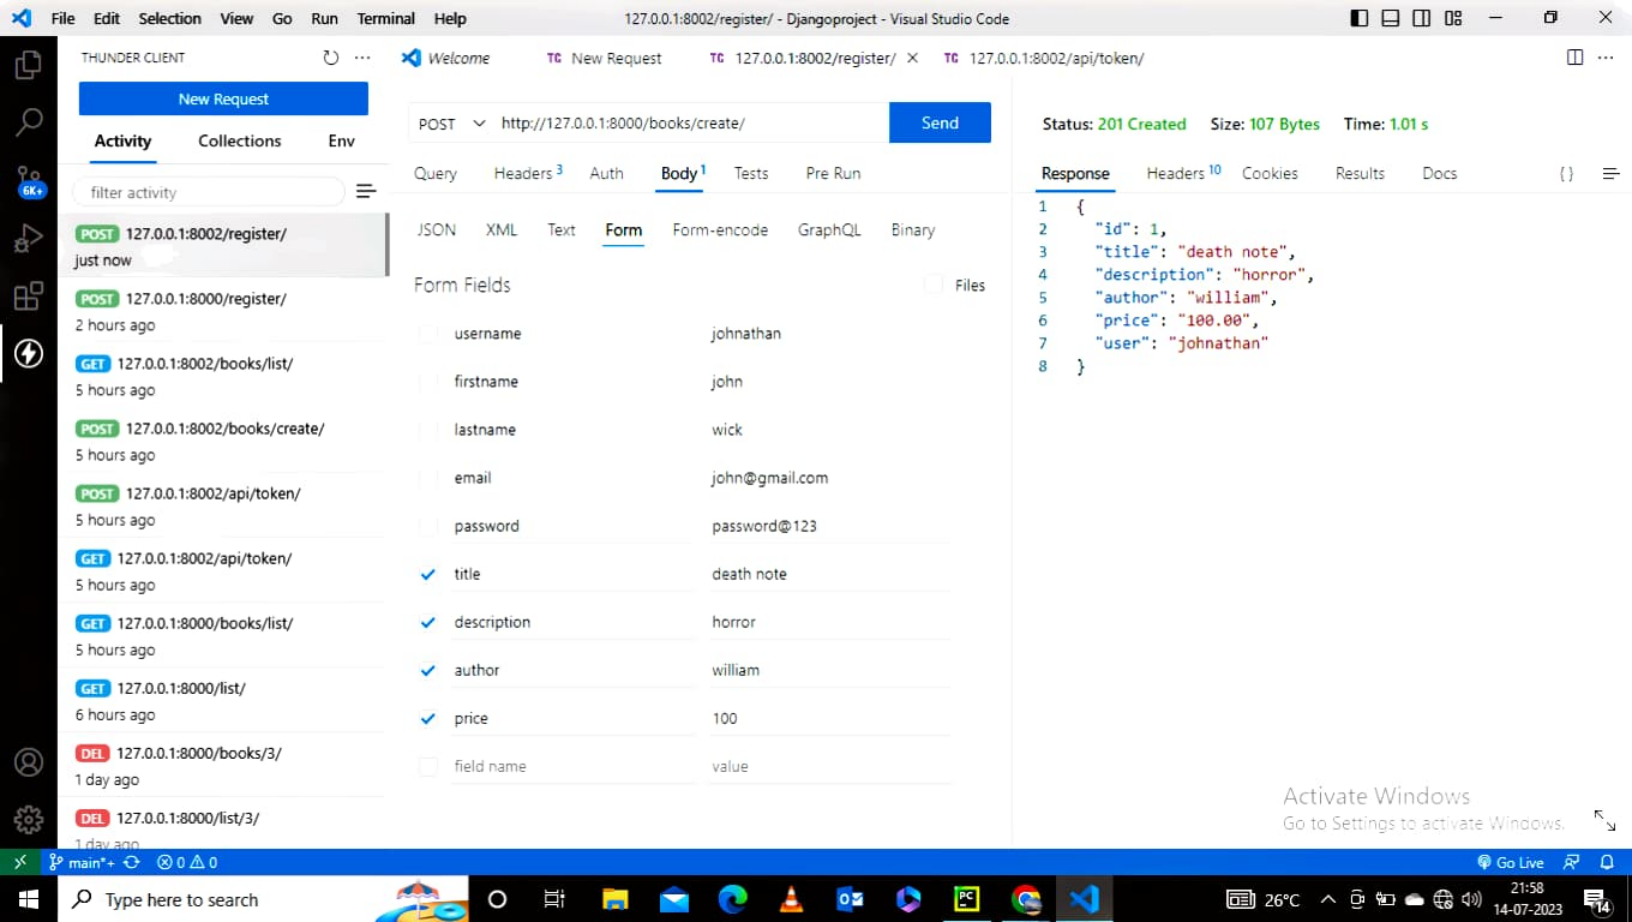 File Edit Selection View Go Run Terminal Help
127.0.0.1:8002/register/ - Djangoproject - Visual Studio Code
THUNDER CLIENT
Welcome
TC New Request
TC 127.0.0.1:8002/register/
TC 127.0.0.1:8002/api/token/
New Request
Activity Collections Env
filter activity
6K+
POST 127.0.0.1:8002/register/
just now
POST 127.0.0.1:8000/register/
2 hours ago
GET 127.0.0.1:8002/books/list/
5 hours ago
POST 127.0.0.1:8002/books/create/
5 hours ago
POST 127.0.0.1:8002/api/token/
5 hours ago
GET 127.0.0.1:8002/api/token/
5 hours ago
GET 127.0.0.1:8000/books/list/
5 hours ago
GET 127.0.0.1:8000/list/
6 hours ago
DEL 127.0.0.1:8000/books/3/
1 day ago
DEL 127.0.0.1:8000/list/3/
1 day ago
POST http://127.0.0.1:8000/books/create/ Send
Query Headers 3 Auth Body 1 Tests Pre Run
JSON XML Text Form Form-encode GraphQL Binary
Form Fields Files
username johnathan
firstname john
lastname wick
email john@gmail.com
password password@123
title death note
description horror
author william
price 100
field name value
Status: 201 Created Size: 107 Bytes Time: 1.01 s
Response Headers 10 Cookies Results Docs {}
1 {
2 "id": 1,
3 "title": "death note",
4 "description": "horror",
5 "author": "william",
6 "price": "100.00",
7 "user": "johnathan"
8 }
Activate Windows
Go to Settings to activate Windows.
main*+ 0 0
Go Live
Type here to search
PC
26°C
21:58
14-07-2023
14